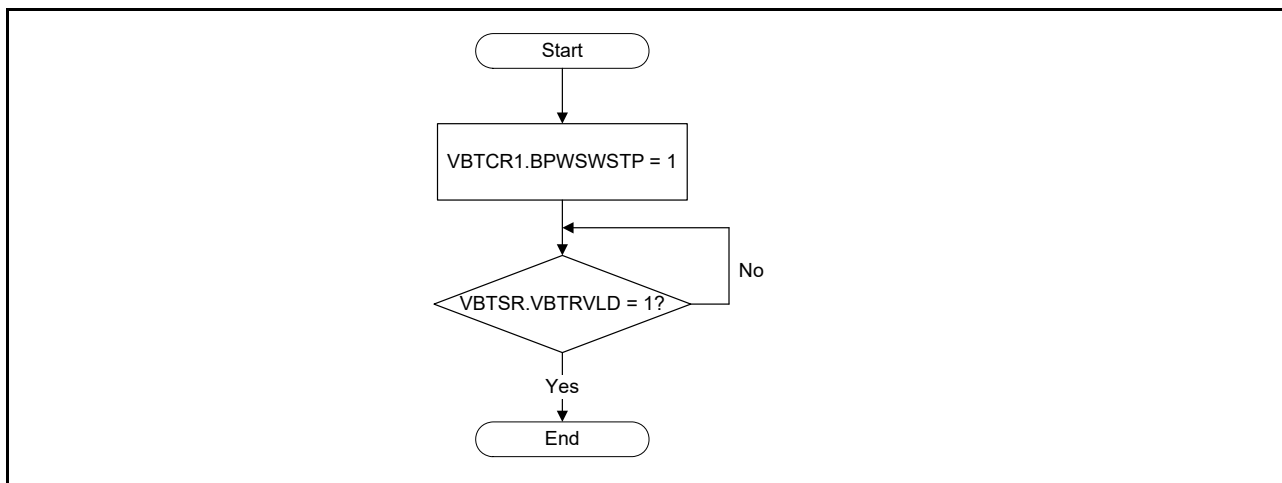 Start
VBTCR1.BPWSWSTP = 1
No
VBTSR.VBTRVLD = 1?
Yes
End